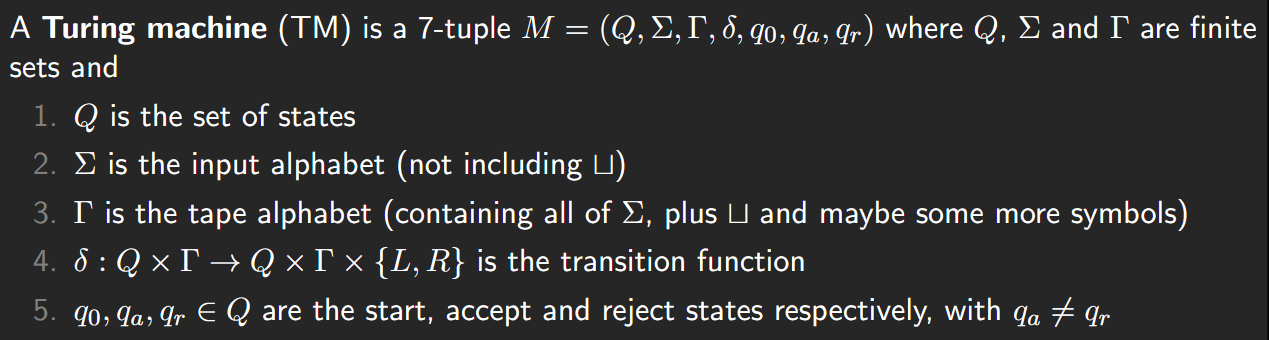 A Turing machine (TM) is a 7-tuple M = (Q, Σ, Γ, δ, q₀, qₐ, qᵣ) where Q, Σ and Γ are finite
sets and
1. Q is the set of states
2. Σ is the input alphabet (not including ⊔)
3. Γ is the tape alphabet (containing all of Σ, plus ⊔ and maybe some more symbols)
4. δ : Q × Γ → Q × Γ × {L, R} is the transition function
5. q₀, qₐ, qᵣ ∈ Q are the start, accept and reject states respectively, with qₐ ≠ qᵣ